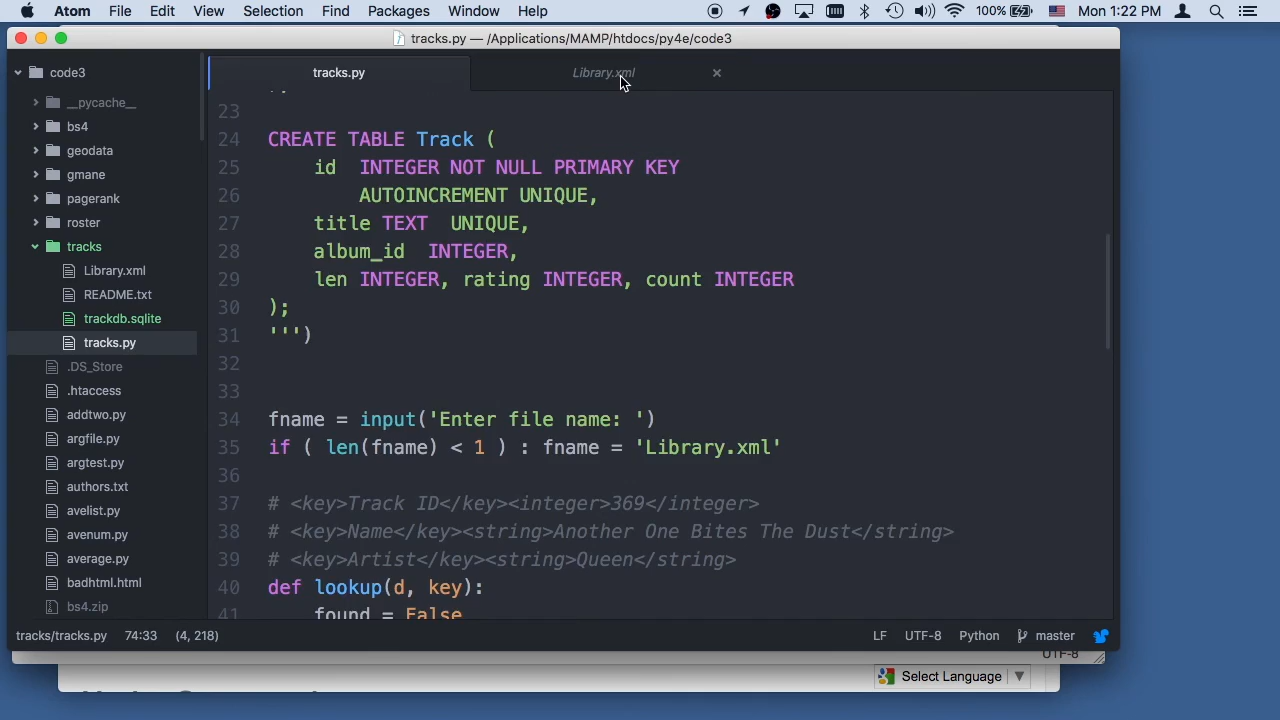 Atom File Edit View Selection Find Packages Window Help 100% Mon 1:22 PM
tracks.py — /Applications/MAMP/htdocs/py4e/code3
code3
__pycache__
bs4
geodata
gmane
pagerank
roster
tracks
Library.xml
README.txt
trackdb.sqlite
tracks.py
.DS_Store
.htaccess
addtwo.py
argfile.py
argtest.py
authors.txt
avelist.py
avenum.py
average.py
badhtml.html
bs4.zip
tracks.py Library.xml
23
24 CREATE TABLE Track (
25 id INTEGER NOT NULL PRIMARY KEY
26 AUTOINCREMENT UNIQUE,
27 title TEXT UNIQUE,
28 album_id INTEGER,
29 len INTEGER, rating INTEGER, count INTEGER
30 );
31 ''')
32
33
34 fname = input('Enter file name: ')
35 if ( len(fname) < 1 ) : fname = 'Library.xml'
36
37 # <key>Track ID</key><integer>369</integer>
38 # <key>Name</key><string>Another One Bites The Dust</string>
39 # <key>Artist</key><string>Queen</string>
40 def lookup(d, key):
41 found = False
tracks/tracks.py 74:33 (4, 218) LF UTF-8 Python master
UTF-8
Select Language